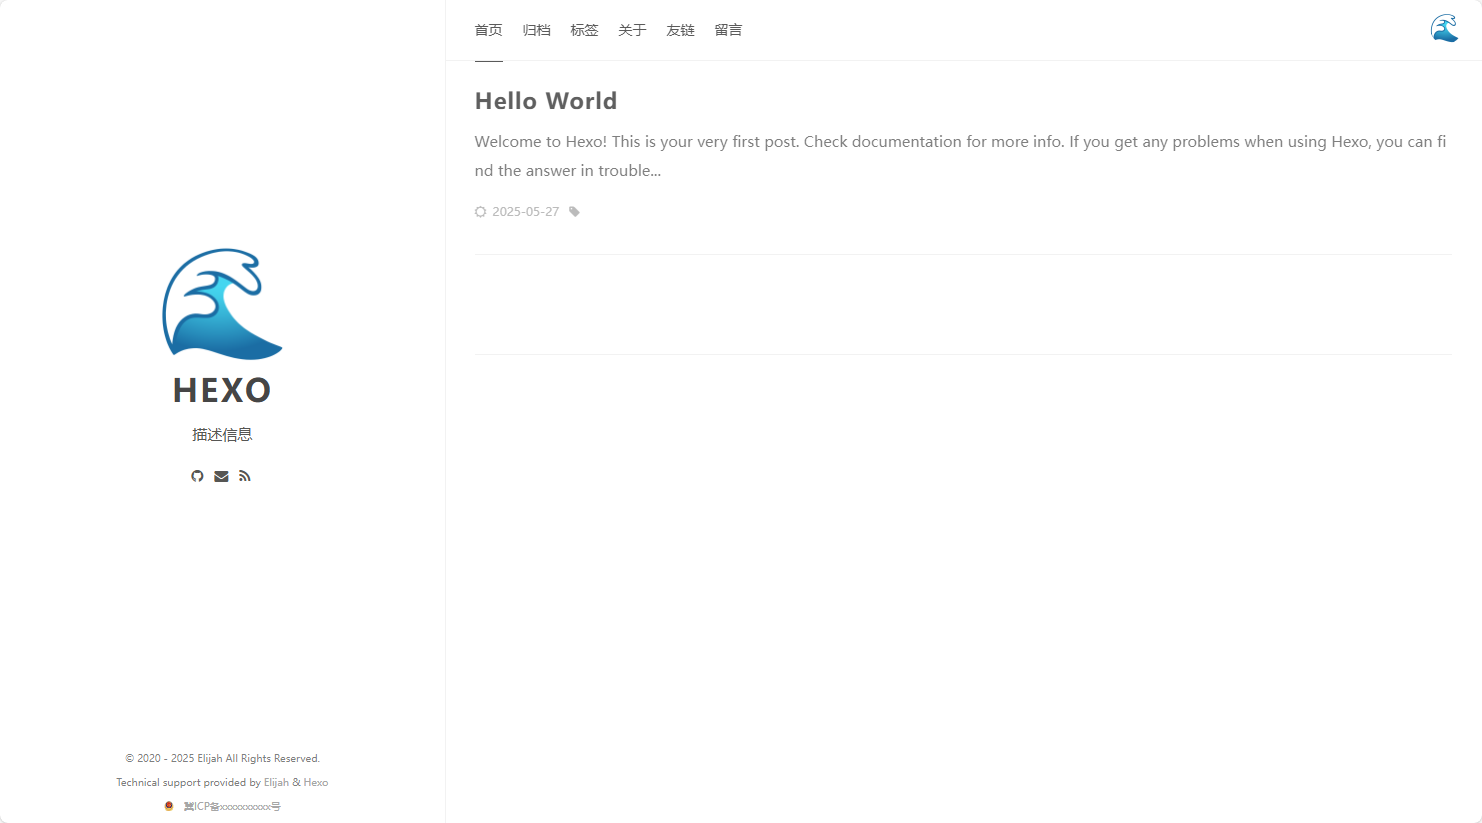 首页 归档 标签 关于 友链 留言
Hello World
Welcome to Hexo! This is your very first post. Check documentation for more info. If you get any problems when using Hexo, you can fi
nd the answer in trouble...
2025-05-27
HEXO
描述信息
© 2020 - 2025 Elijah All Rights Reserved.
Technical support provided by Elijah & Hexo
冀ICP备xxxxxxxxxx号